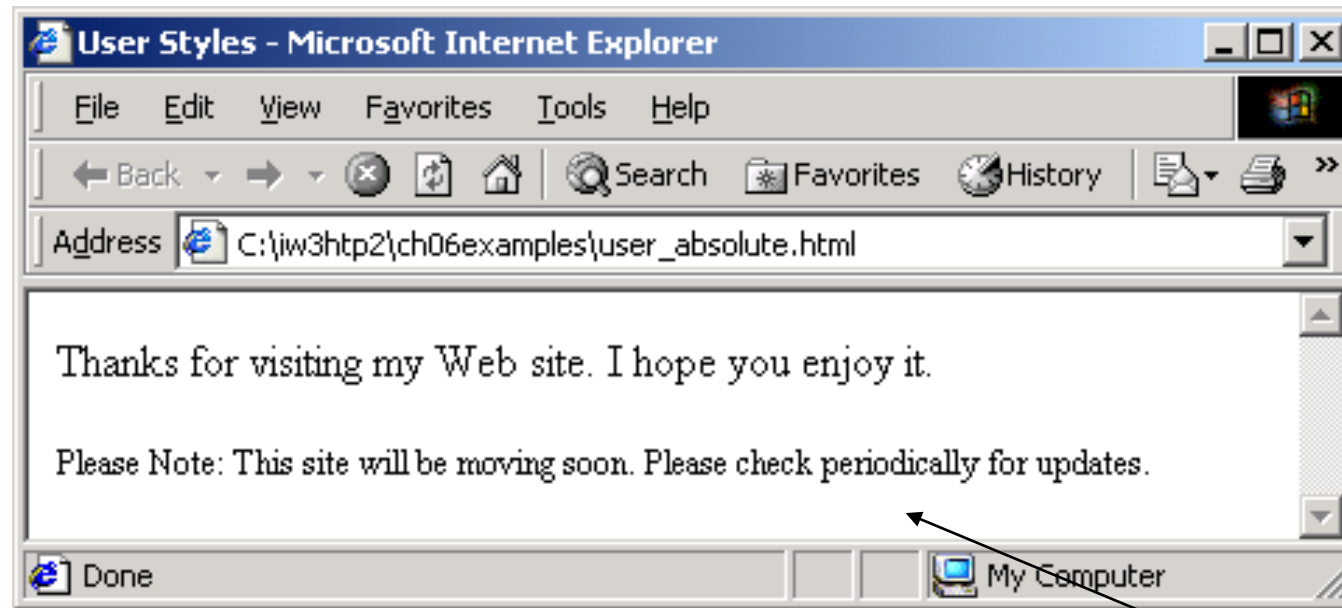 User Styles - Microsoft Internet Explorer
File Edit View Favorites Tools Help
Back Search Favorites History »
Address C:\iw3htp2\ch06examples\user_absolute.html
Thanks for visiting my Web site. I hope you enjoy it.
Please Note: This site will be moving soon. Please check periodically for updates.
Done My Computer